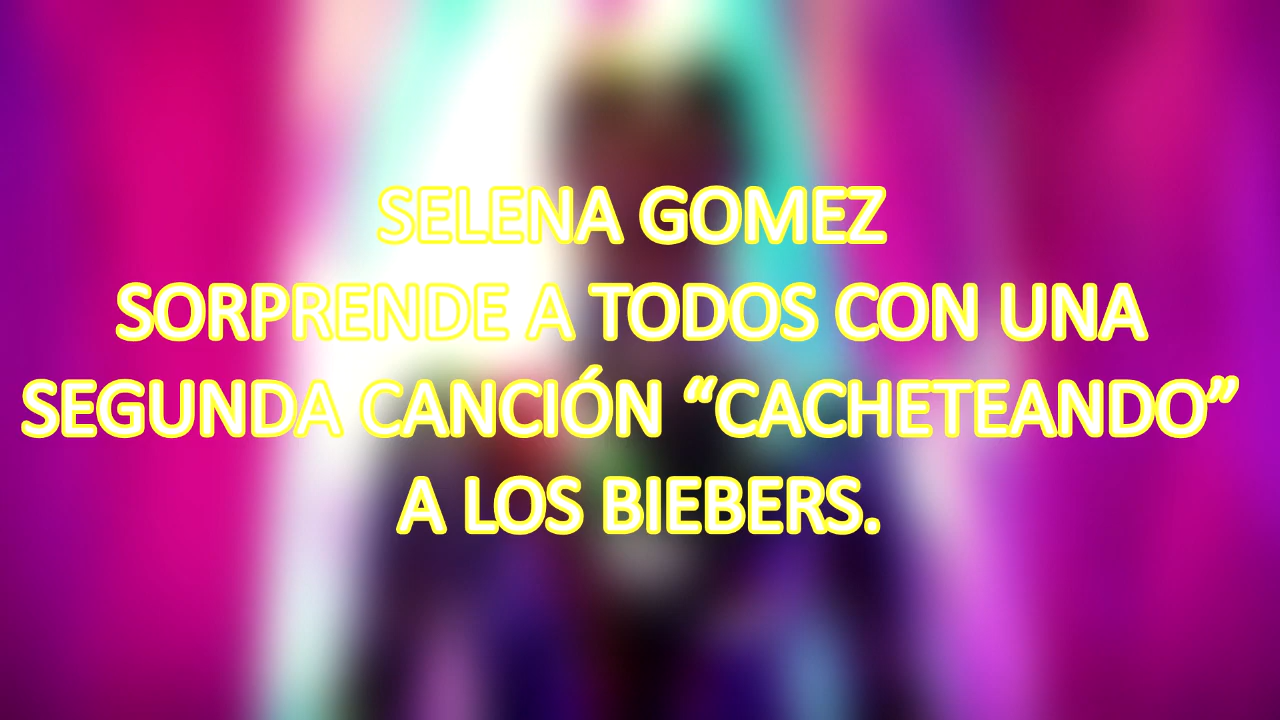 SELENA GOMEZ
SORPRENDE A TODOS CON UNA
SEGUNDA CANCIÓN “CACHETEANDO”
A LOS BIEBERS.